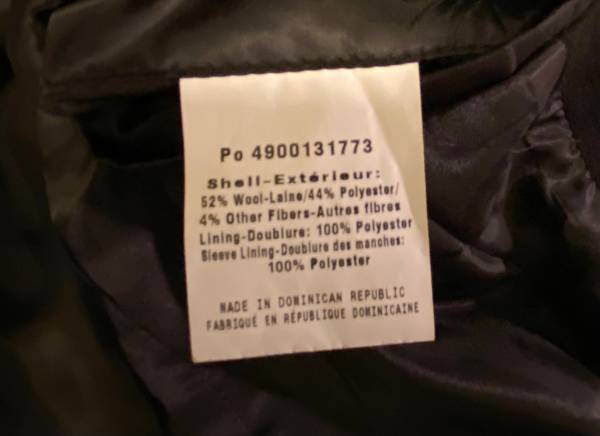 Po 4900131773
Shell-Extérieur:
52% Wool-Laine/44% Polyester/
4% Other Fibers-Autres fibres
Lining-Doublure: 100% Polyester
Sleeve Lining-Doublure des manches:
100% Polyester
MADE IN DOMINICAN REPUBLIC
FABRIQUÉ EN RÉPUBLIQUE DOMINICAINE